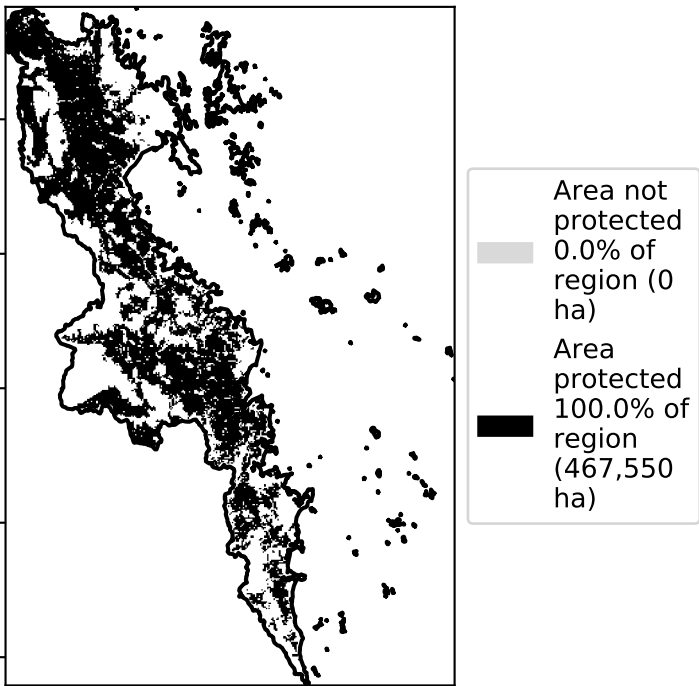 Area not
protected
0.0% of
region (0
ha)
Area
protected
100.0% of
region
(467,550
ha)